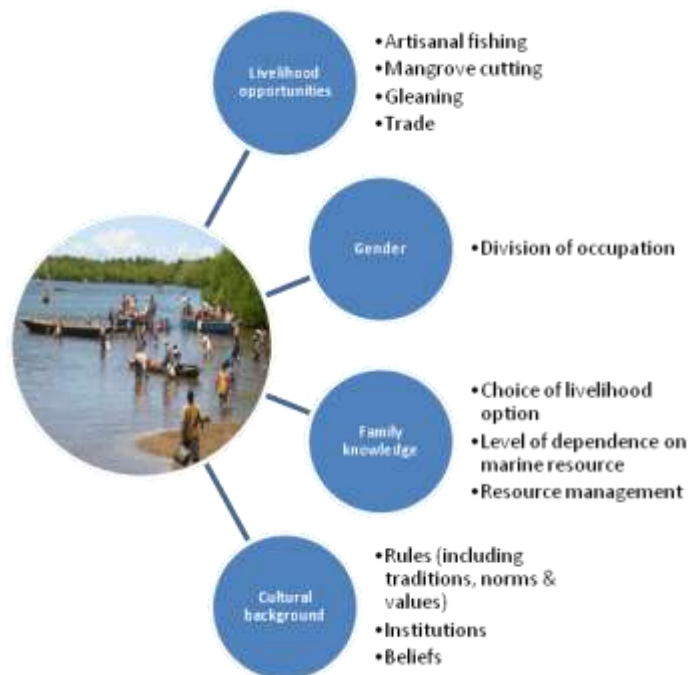 Livelihood
opportunities
•Artisanal fishing
•Mangrove cutting
•Gleaning
•Trade
Gender
•Division of occupation
Family
knowledge
•Choice of livelihood
option
•Level of dependence on
marine resource
•Resource management
Cultural
background
•Rules (including
traditions, norms &
values)
•Institutions
•Beliefs